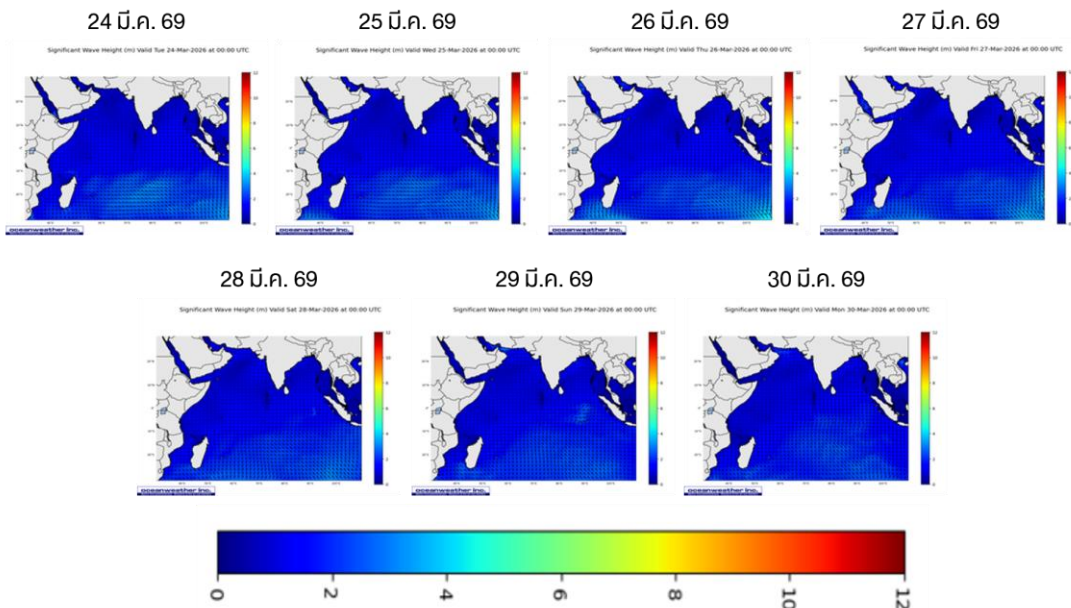 24 มี.ค. 69
25 มี.ค. 69
26 มี.ค. 69
27 มี.ค. 69
Significant Wave Height (m) Valid Tue 24-Mar-2026 at 00:00 UTC
Significant Wave Height (m) Valid Wed 25-Mar-2026 at 00:00 UTC
Significant Wave Height (m) Valid Thu 26-Mar-2026 at 00:00 UTC
Significant Wave Height (m) Valid Fri 27-Mar-2026 at 00:00 UTC
oceanweather inc.
oceanweather inc.
oceanweather inc.
oceanweather inc.
28 มี.ค. 69
29 มี.ค. 69
30 มี.ค. 69
Significant Wave Height (m) Valid Sat 28-Mar-2026 at 00:00 UTC
Significant Wave Height (m) Valid Sun 29-Mar-2026 at 00:00 UTC
Significant Wave Height (m) Valid Mon 30-Mar-2026 at 00:00 UTC
oceanweather inc.
oceanweather inc.
oceanweather inc.
0 2 4 6 8 10 12